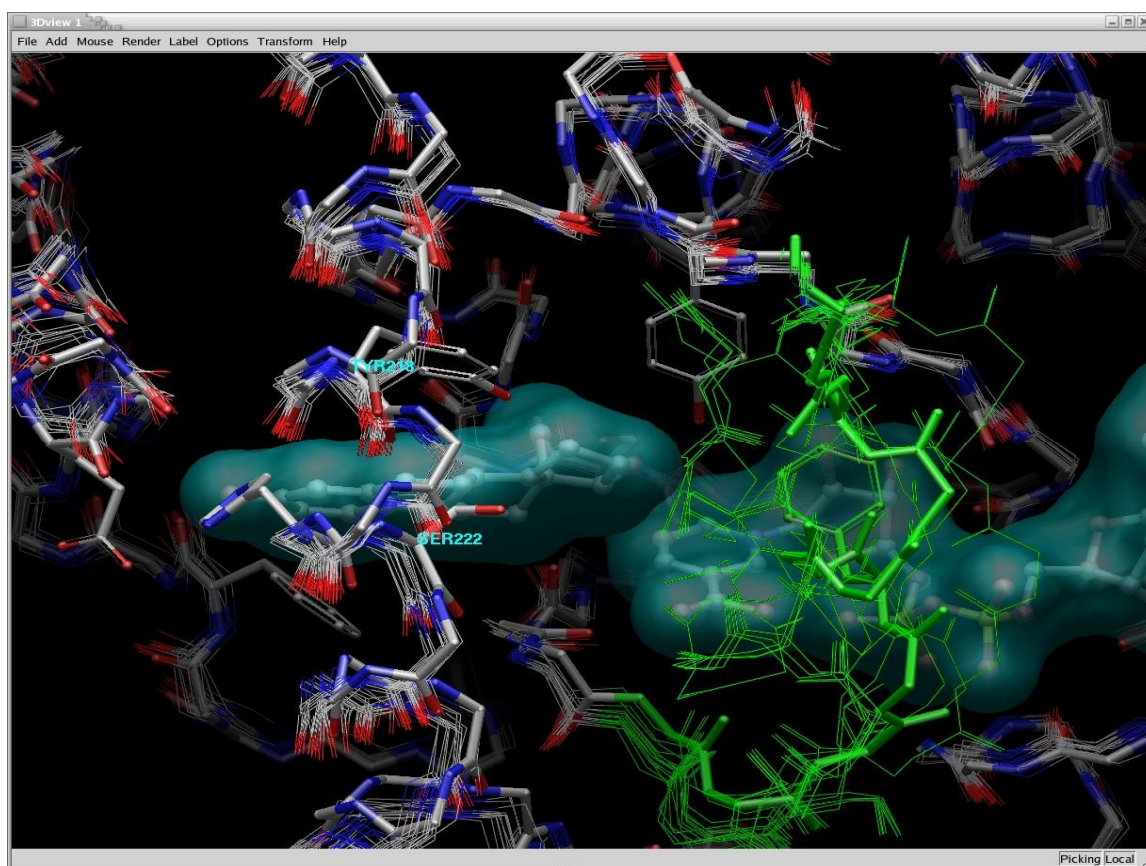 3Dview 1
File Add Mouse Render Label Options Transform Help
TYR218
SER222
Picking Local